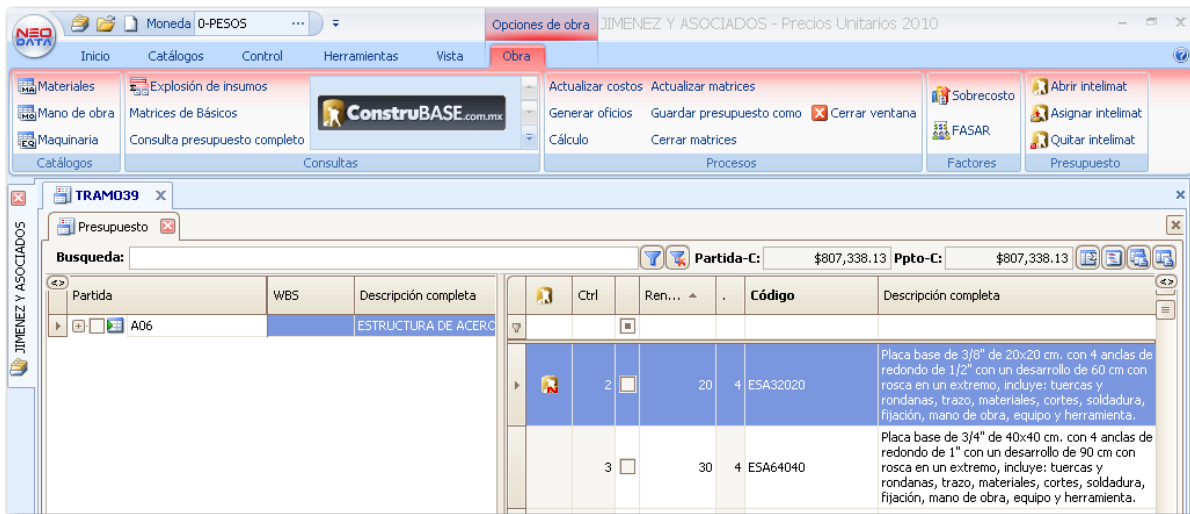 NEO
DATA
Moneda 0-PESOS ...
Opciones de obra JIMENEZ Y ASOCIADOS - Precios Unitarios 2010
Inicio Catálogos Control Herramientas Vista Obra
MA Materiales
MO Mano de obra
EQ Maquinaria
Catálogos
Explosión de insumos
Matrices de Básicos
Consulta presupuesto completo
ConstruBASE.com.mx
Consultas
Actualizar costos Actualizar matrices
Generar oficios Guardar presupuesto como Cerrar ventana
Cálculo Cerrar matrices
Procesos
Sobrecosto
FASAR
Factores
Abrir intelimat
Asignar intelimat
Quitar intelimat
Presupuesto
JIMENEZ Y ASOCIADOS
TRAMO39 X
Presupuesto
Busqueda: Partida-C: $807,338.13 Ppto-C: $807,338.13
Partida WBS Descripción completa
A06 ESTRUCTURA DE ACERO
Ctrl Ren... . Código Descripción completa
2 20 4 ESA32020
Placa base de 3/8" de 20x20 cm. con 4 anclas de
redondo de 1/2" con un desarrollo de 60 cm con
rosca en un extremo, incluye: tuercas y
rondanas, trazo, materiales, cortes, soldadura,
fijación, mano de obra, equipo y herramienta.
3 30 4 ESA64040
Placa base de 3/4" de 40x40 cm. con 4 anclas de
redondo de 1" con un desarrollo de 90 cm con
rosca en un extremo, incluye: tuercas y
rondanas, trazo, materiales, cortes, soldadura,
fijación, mano de obra, equipo y herramienta.